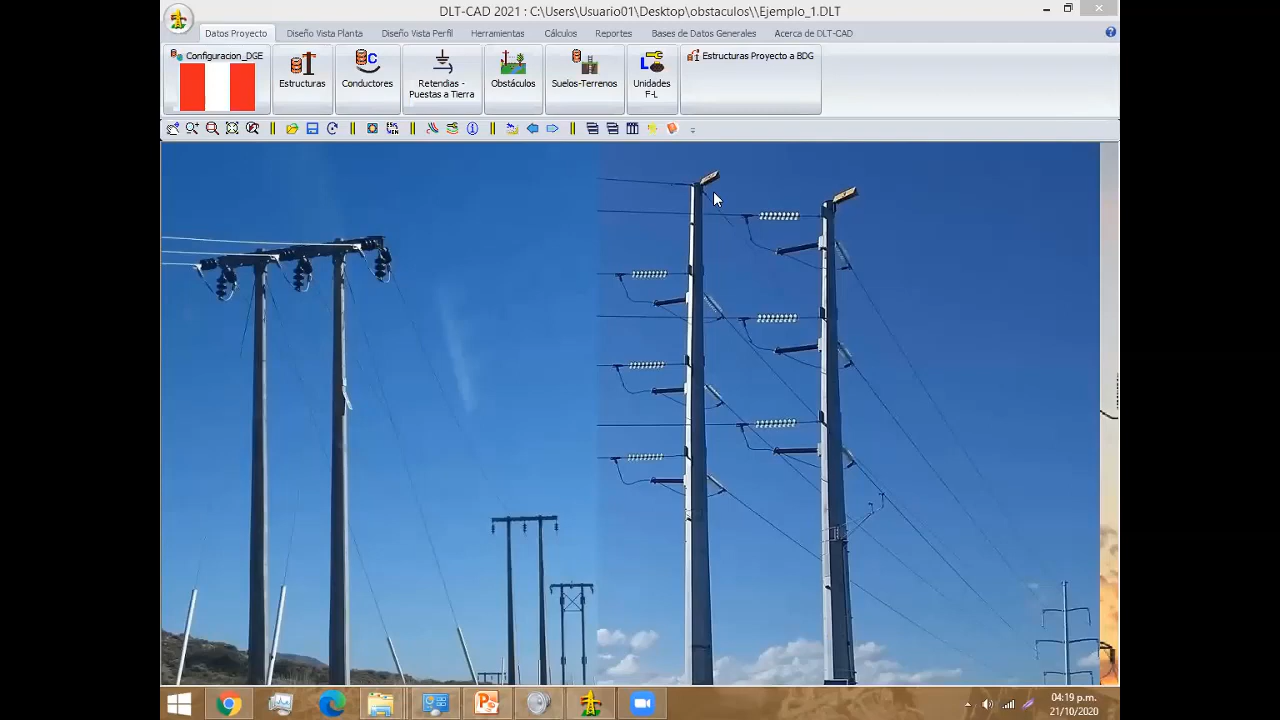 DLT-CAD 2021 : C:\Users\Usuario01\Desktop\obstaculos\\Ejemplo_1.DLT
Datos Proyecto
Diseño Vista Planta
Diseño Vista Perfil
Herramientas
Cálculos
Reportes
Bases de Datos Generales
Acerca de DLT-CAD
Configuracion_DGE
Estructuras
Conductores
Retendias -
Puestas a Tierra
Obstáculos
Suelos-Terrenos
Unidades
F-L
Estructuras Proyecto a BDG
04:19 p.m.
21/10/2020